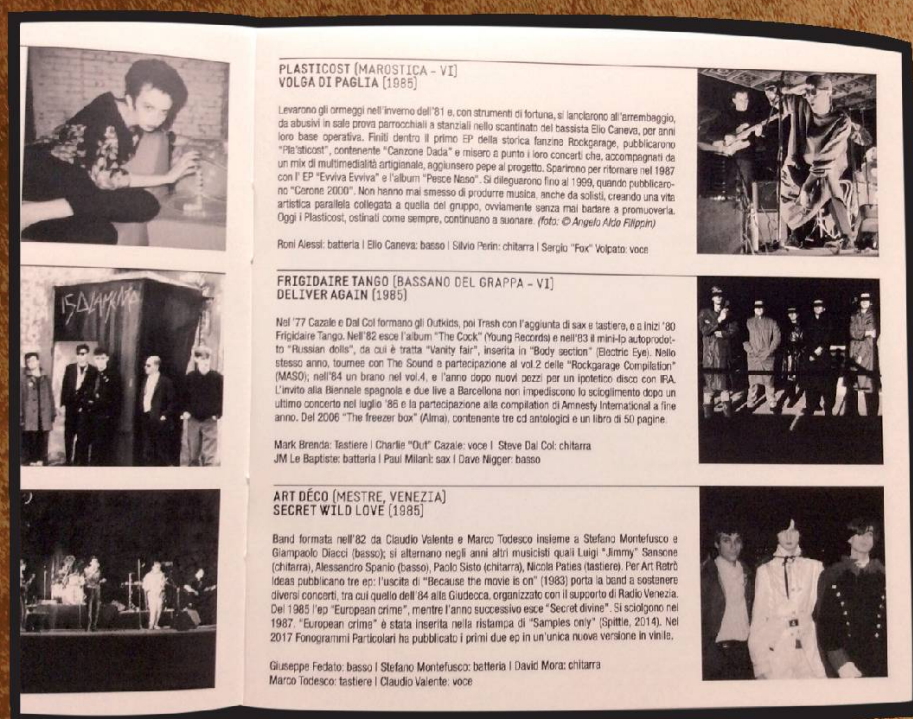 PLASTICOST (MAROSTICA - VI)
VOLGA DI PAGLIA (1985)
Levarono gli ormeggi nell'inverno dell'81 e, con strumenti di fortuna, si lanciarono all'arrembaggio,
da abusivi in sale prova parrocchiali a stanziali nello scantinato del bassista Elio Caneva, per anni
loro base operativa. Finiti dentro il primo EP della storica fanzine Rockgarage, pubblicarono
"Pla'sticost", contenente "Canzone Dada" e misero a punto i loro concerti che, accompagnati da
un mix di multimedialità artigianale, aggiunsero pepe al progetto. Sparirono per ritornare nel 1987
con l' EP "Evviva Evviva" e l'album "Pesce Naso". Si dileguarono fino al 1999, quando pubblicaro-
no "Cerone 2000". Non hanno mai smesso di produrre musica, anche da solisti, creando una vita
artistica parallela collegata a quella del gruppo, ovviamente senza mai badare a promuoverla.
Oggi i Plasticost, ostinati come sempre, continuano a suonare. (foto: © Angelo Aldo Filippin)
Roni Alessi: batteria | Elio Caneva: basso | Silvio Perin: chitarra | Sergio "Fox" Volpato: voce
FRIGIDAIRE TANGO (BASSANO DEL GRAPPA - VI)
DELIVER AGAIN (1985)
Nel '77 Cazale e Dal Col formano gli Outkids, poi Trash con l'aggiunta di sax e tastiere, e a inizi '80
Frigidaire Tango. Nell'82 esce l'album "The Cock" (Young Records) e nell'83 il mini-lp autoprodot-
to "Russian dolls", da cui è tratta "Vanity fair", inserita in "Body section" (Electric Eye). Nello
stesso anno, tournee con The Sound e partecipazione al vol.2 delle "Rockgarage Compilation"
(MASO); nell'84 un brano nel vol.4, e l'anno dopo nuovi pezzi per un ipotetico disco con IRA.
L'invito alla Biennale spagnola e due live a Barcellona non impediscono lo scioglimento dopo un
ultimo concerto nel luglio '86 e la partecipazione alla compilation di Amnesty International a fine
anno. Del 2006 "The freezer box" (Alma), contenente tre cd antologici e un libro di 50 pagine.
Mark Brenda: Tastiere | Charlie "Out" Cazale: voce | Steve Dal Col: chitarra
JM Le Baptiste: batteria | Paul Milani: sax | Dave Nigger: basso
ART DÉCO (MESTRE, VENEZIA)
SECRET WILD LOVE (1985)
Band formata nell'82 da Claudio Valente e Marco Todesco insieme a Stefano Montefusco e
Giampaolo Diacci (basso); si alternano negli anni altri musicisti quali Luigi "Jimmy" Sansone
(chitarra), Alessandro Spanio (basso), Paolo Sisto (chitarra), Nicola Paties (tastiere). Per Art Retrò
Ideas pubblicano tre ep: l'uscita di "Because the movie is on" (1983) porta la band a sostenere
diversi concerti, tra cui quello dell'84 alla Giudecca, organizzato con il supporto di Radio Venezia.
Del 1985 l'ep "European crime", mentre l'anno successivo esce "Secret divine". Si sciolgono nel
1987. "European crime" è stata inserita nella ristampa di "Samples only" (Spittle, 2014). Nel
2017 Fonogrammi Particolari ha pubblicato i primi due ep in un'unica nuova versione in vinile.
Giuseppe Fedato: basso | Stefano Montefusco: batteria | David Mora: chitarra
Marco Todesco: tastiere | Claudio Valente: voce